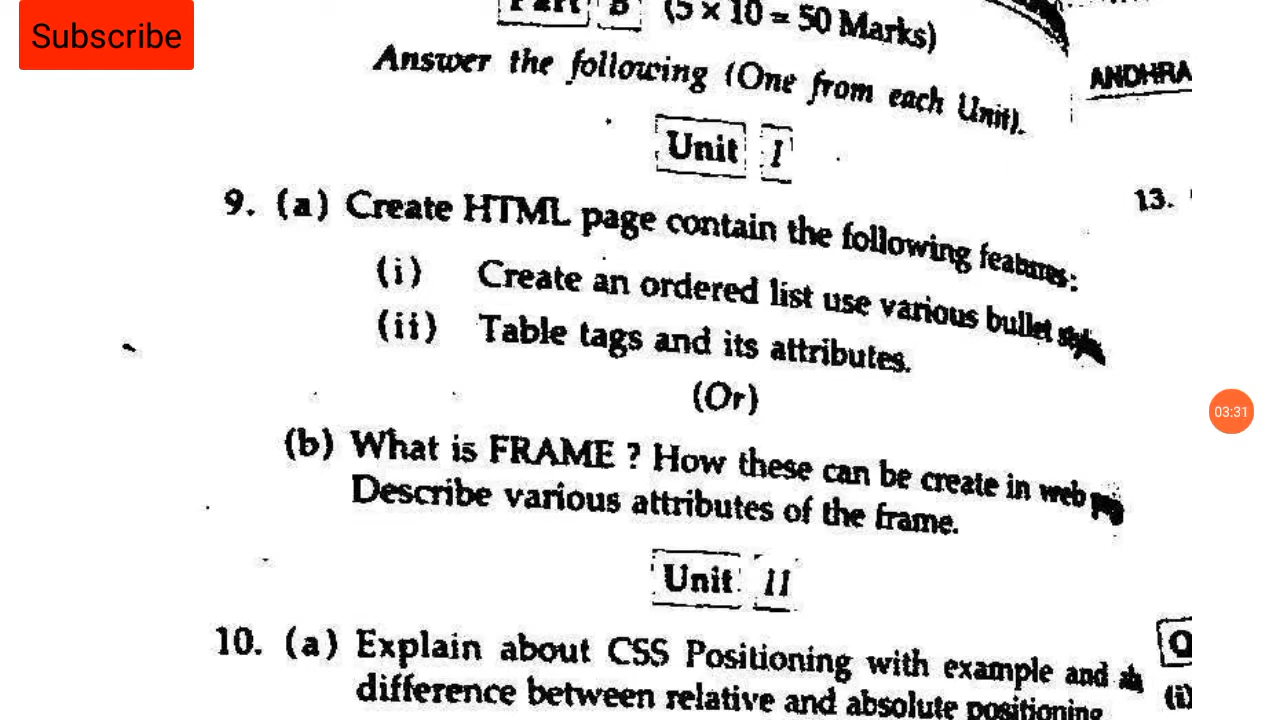 Subscribe
Part B (5 × 10 = 50 Marks)
Answer the following (One from each Unit).
ANDHRA
Unit I
9. (a) Create HTML page contain the following features:
13.
(i) Create an ordered list use various bullet
(ii) Table tags and its attributes.
(Or)
03:31
(b) What is FRAME ? How these can be create in web
Describe various attributes of the frame.
Unit II
10. (a) Explain about CSS Positioning with example and
Q
difference between relative and absolute positioning
(i)